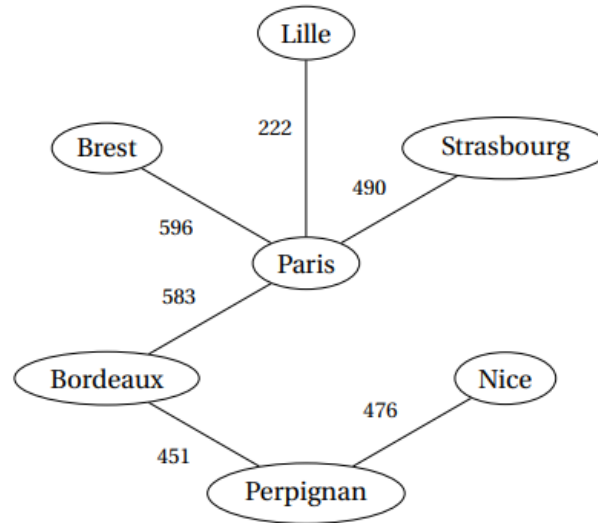 Lille
222
Brest
Strasbourg
490
596
Paris
583
Bordeaux
Nice
476
451
Perpignan